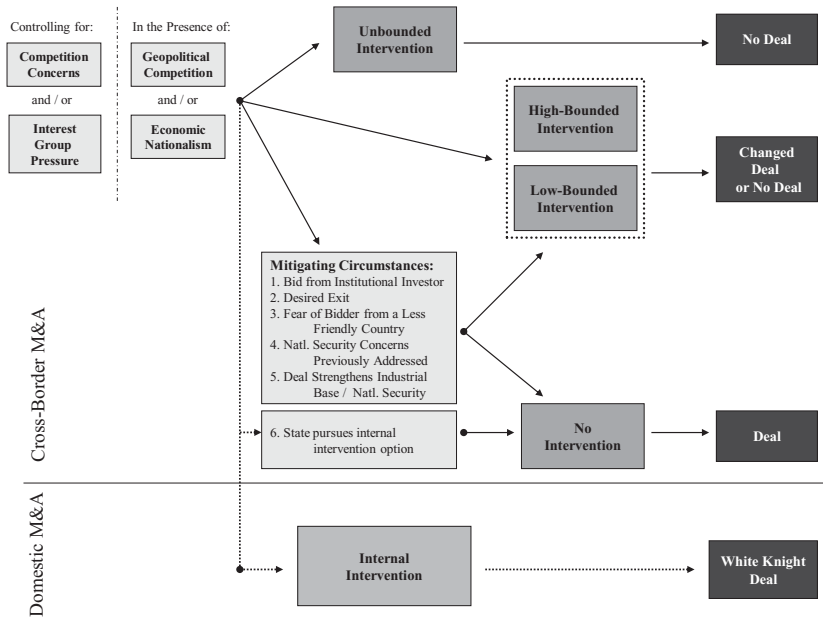 Controlling for:
Competition
Concerns
and / or
Interest
Group
Pressure
In the Presence of:
Geopolitical
Competition
and / or
Economic
Nationalism
Unbounded
Intervention
No Deal
High-Bounded
Intervention
Low-Bounded
Intervention
Changed
Deal
or No Deal
Mitigating Circumstances:
1. Bid from Institutional Investor
2. Desired Exit
3. Fear of Bidder from a Less
Friendly Country
4. Natl. Security Concerns
Previously Addressed
5. Deal Strengthens Industrial
Base / Natl. Security
6. State pursues internal
intervention option
No
Intervention
Deal
Cross-Border M&A
Domestic M&A
Internal
Intervention
White Knight
Deal